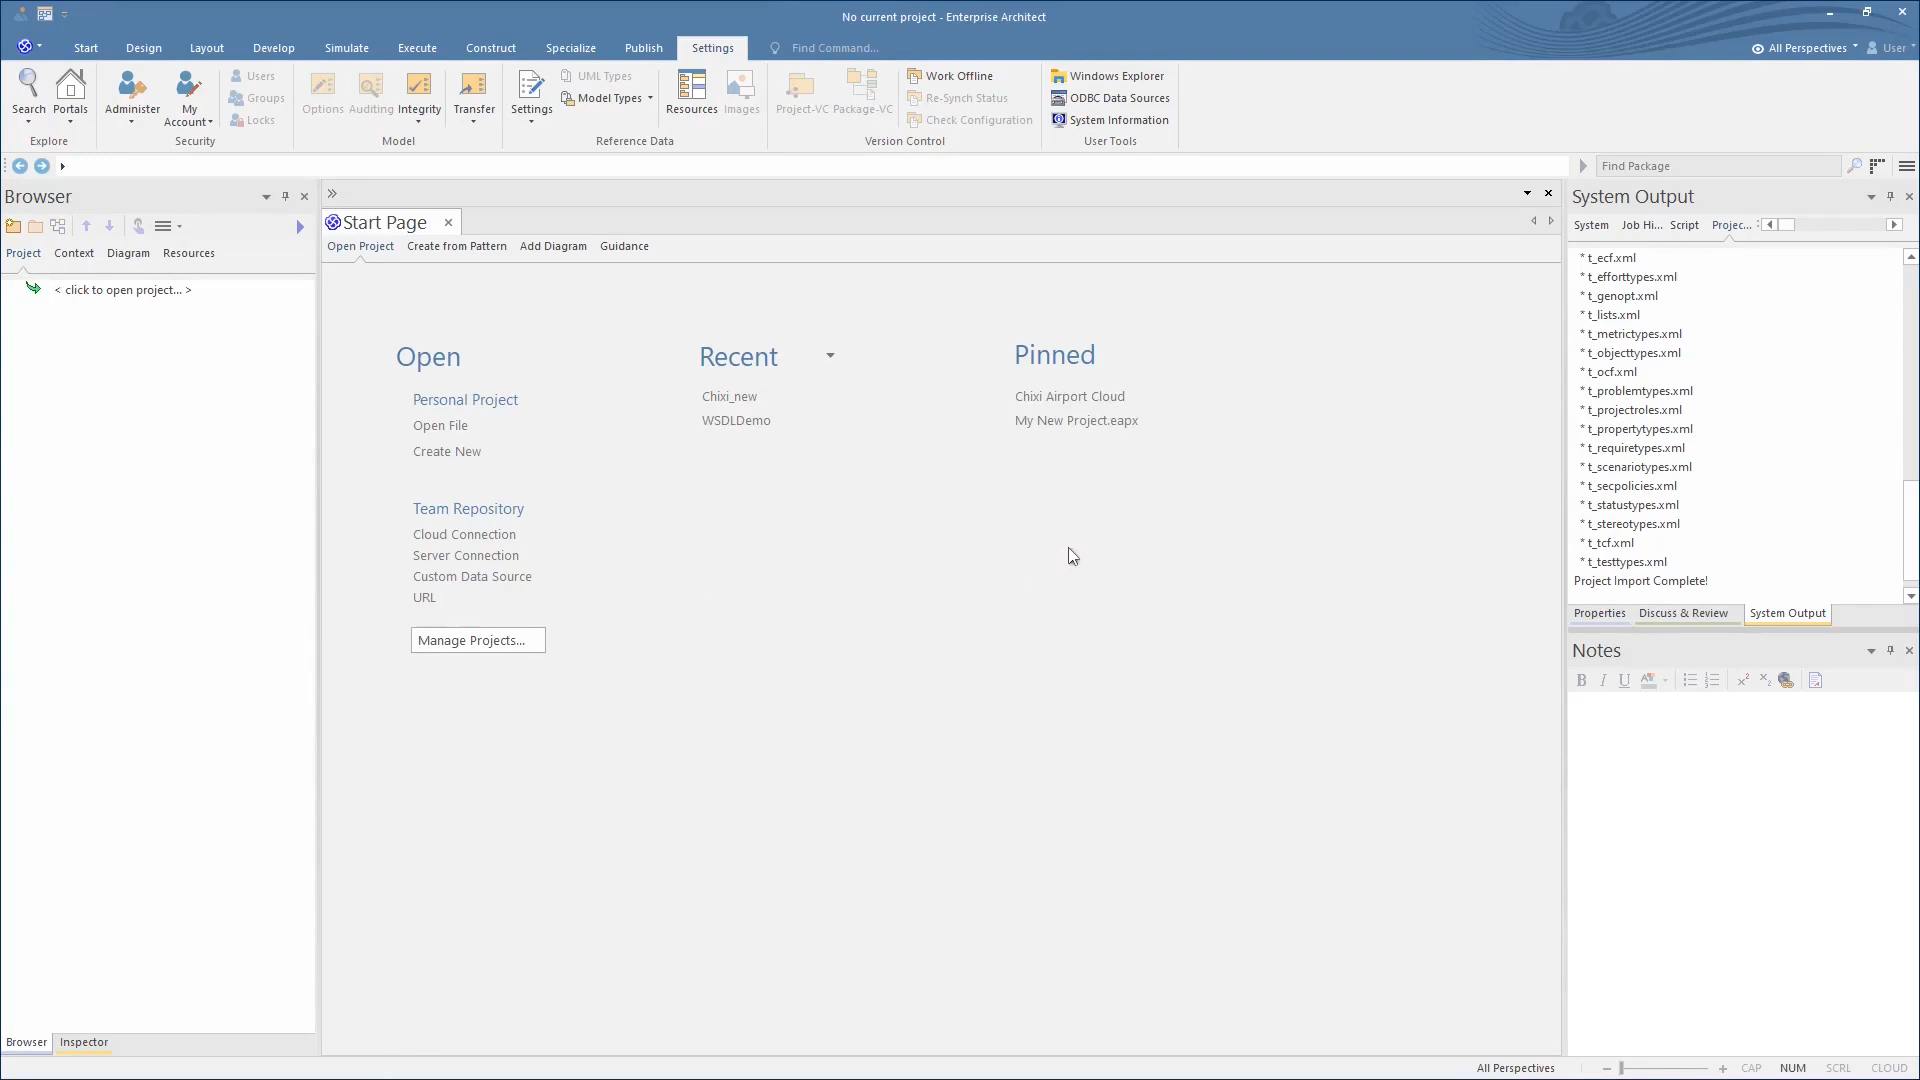 No current project - Enterprise Architect
Start Design Layout Develop Simulate Execute Construct Specialize Publish Settings Find Command... All Perspectives User
Search Portals Administer My Account Users Groups Locks Options Auditing Integrity Transfer Settings UML Types Model Types Resources Images Project-VC Package-VC Work Offline Re-Synch Status Check Configuration Windows Explorer ODBC Data Sources System Information
Explore Security Model Reference Data Version Control User Tools
Find Package
Browser
Project Context Diagram Resources
< click to open project... >
Browser Inspector
Start Page
Open Project Create from Pattern Add Diagram Guidance
Open
Personal Project
Open File
Create New
Team Repository
Cloud Connection
Server Connection
Custom Data Source
URL
Manage Projects...
Recent
Chixi_new
WSDLDemo
Pinned
Chixi Airport Cloud
My New Project.eapx
System Output
System Job Hi... Script Projec...
* t_ecf.xml
* t_efforttypes.xml
* t_genopt.xml
* t_lists.xml
* t_metrictypes.xml
* t_objecttypes.xml
* t_ocf.xml
* t_problemtypes.xml
* t_projectroles.xml
* t_propertytypes.xml
* t_requiretypes.xml
* t_scenariotypes.xml
* t_secpolicies.xml
* t_statustypes.xml
* t_stereotypes.xml
* t_tcf.xml
* t_testtypes.xml
Project Import Complete!
Properties Discuss & Review System Output
Notes
B I U
All Perspectives CAP NUM SCRL CLOUD